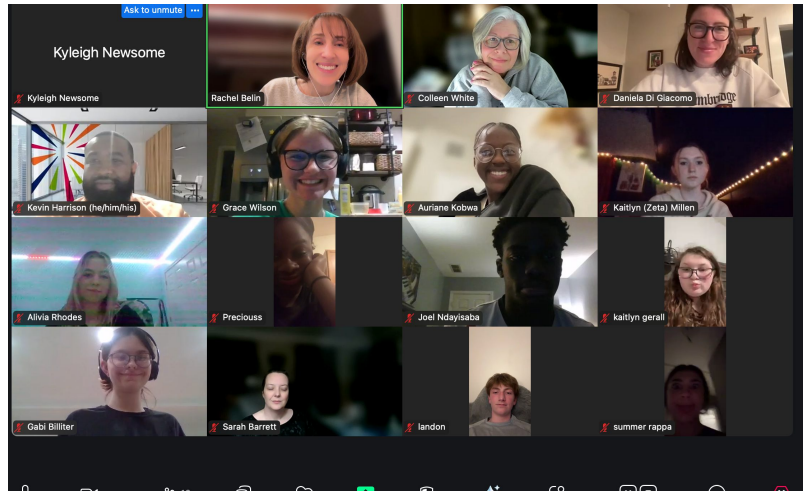 Ask to unmute
Kyleigh Newsome
Kyleigh Newsome
Rachel Belin
Colleen White
Daniela Di Giacomo
Kevin Harrison (he/him/his)
Grace Wilson
Auriane Kobwa
Kaitlyn (Zeta) Millen
Alivia Rhodes
Preciouss
Joel Ndayisaba
kaitlyn gerall
Gabi Billiter
Sarah Barrett
landon
summer rappa